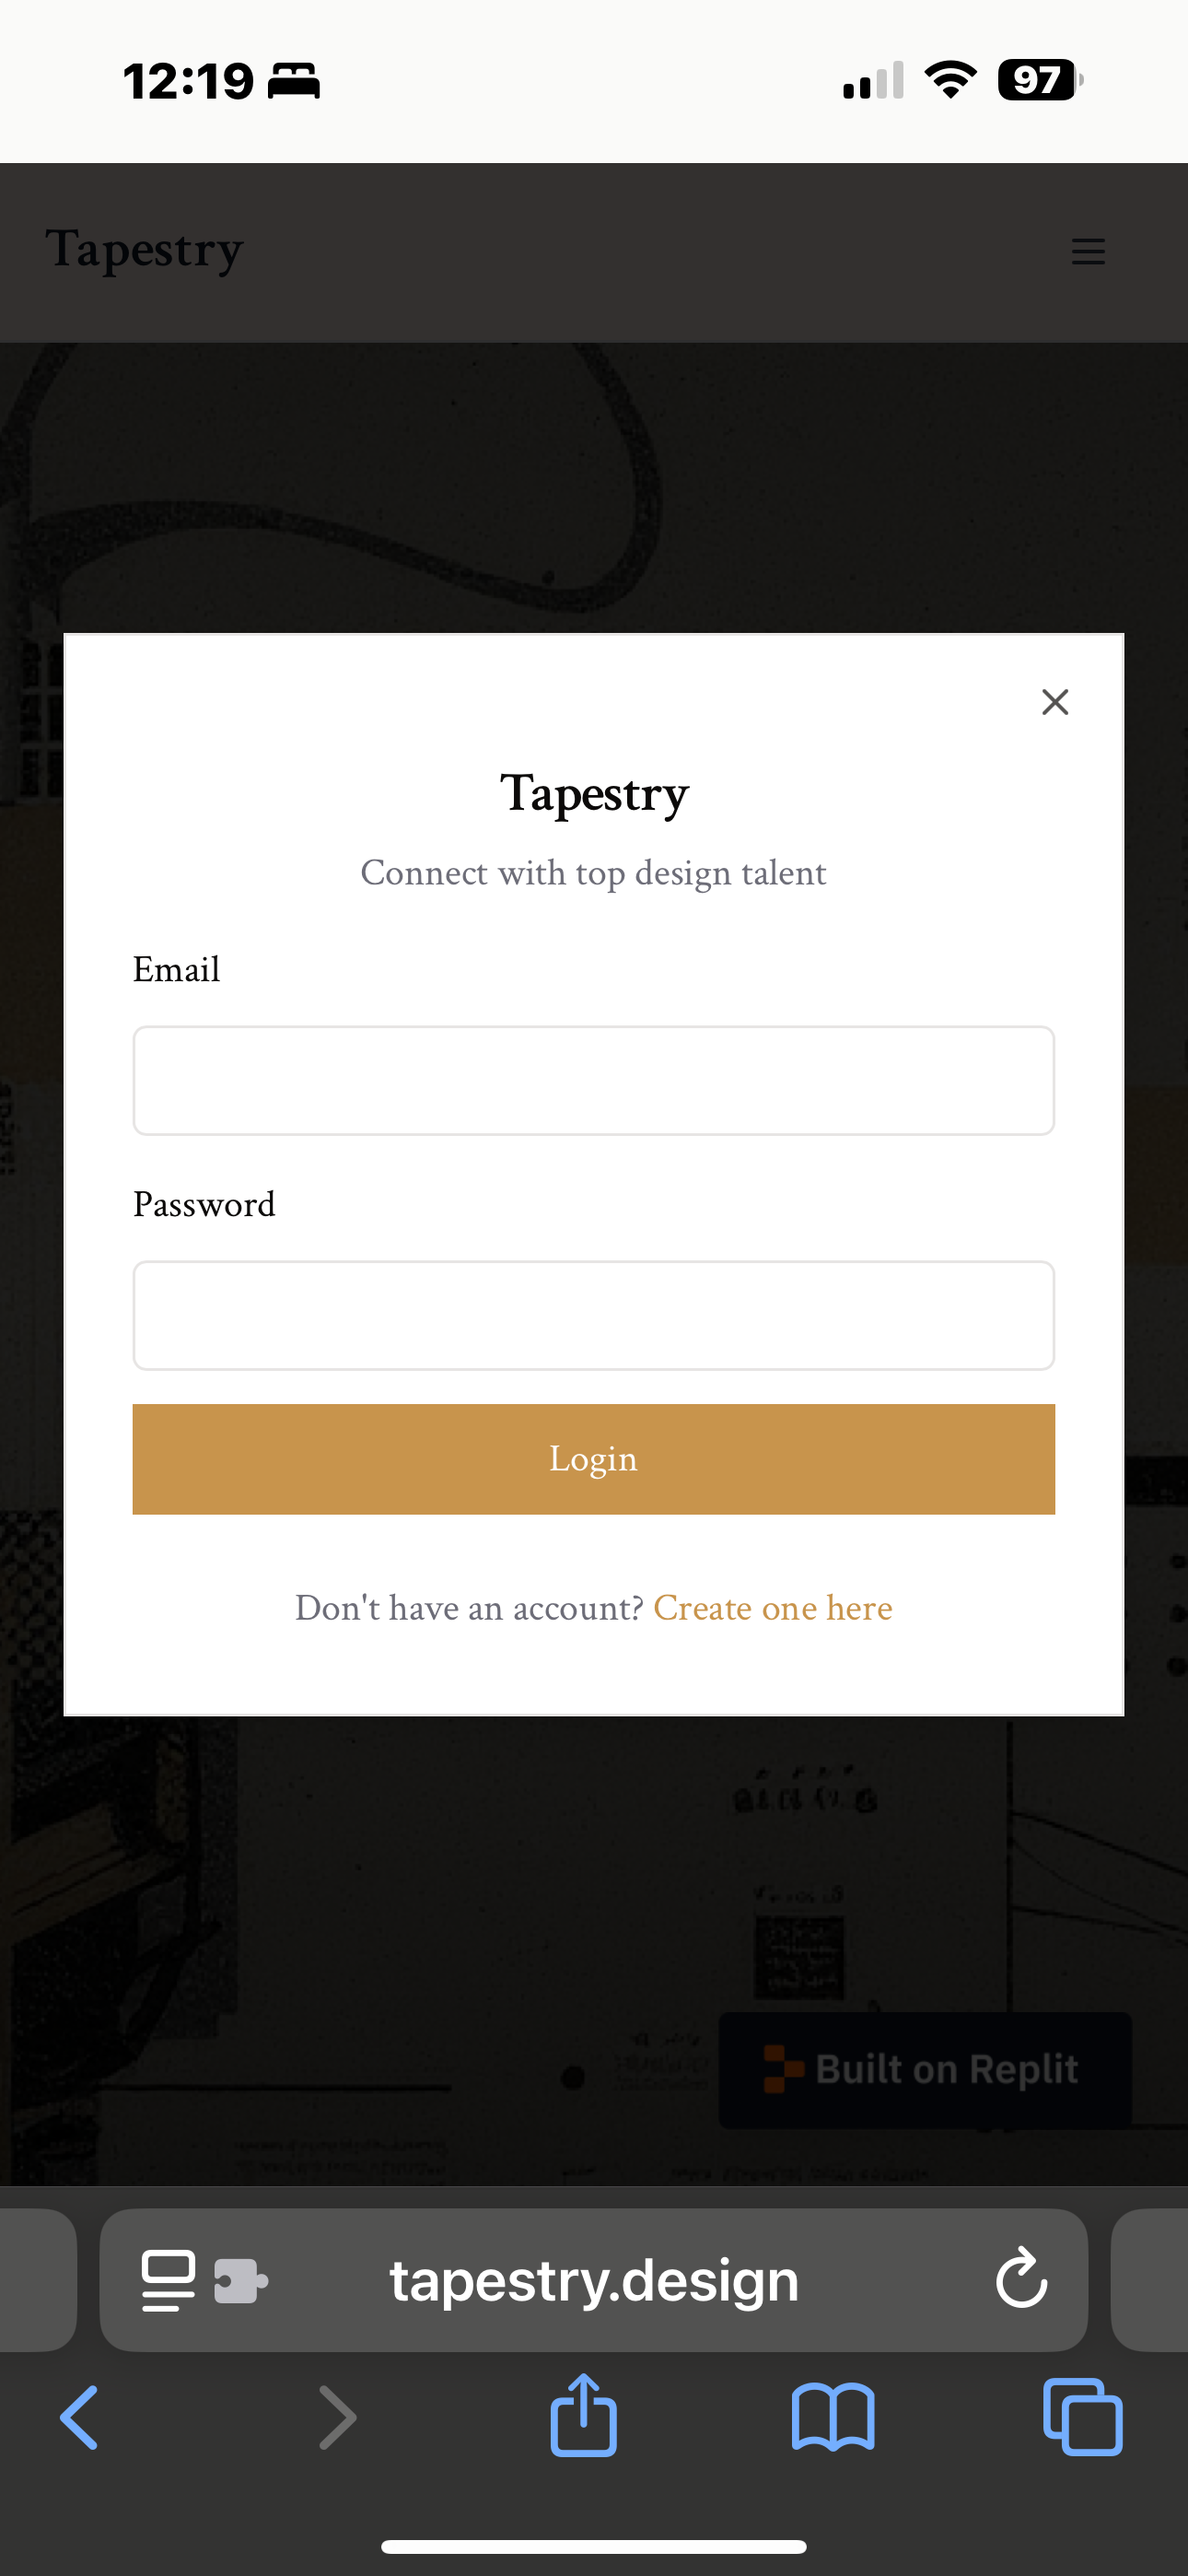 12:19
97
Tapestry
Tapestry
Connect with top design talent
Email
Password
Login
Don't have an account? Create one here
Built on Replit
tapestry.design